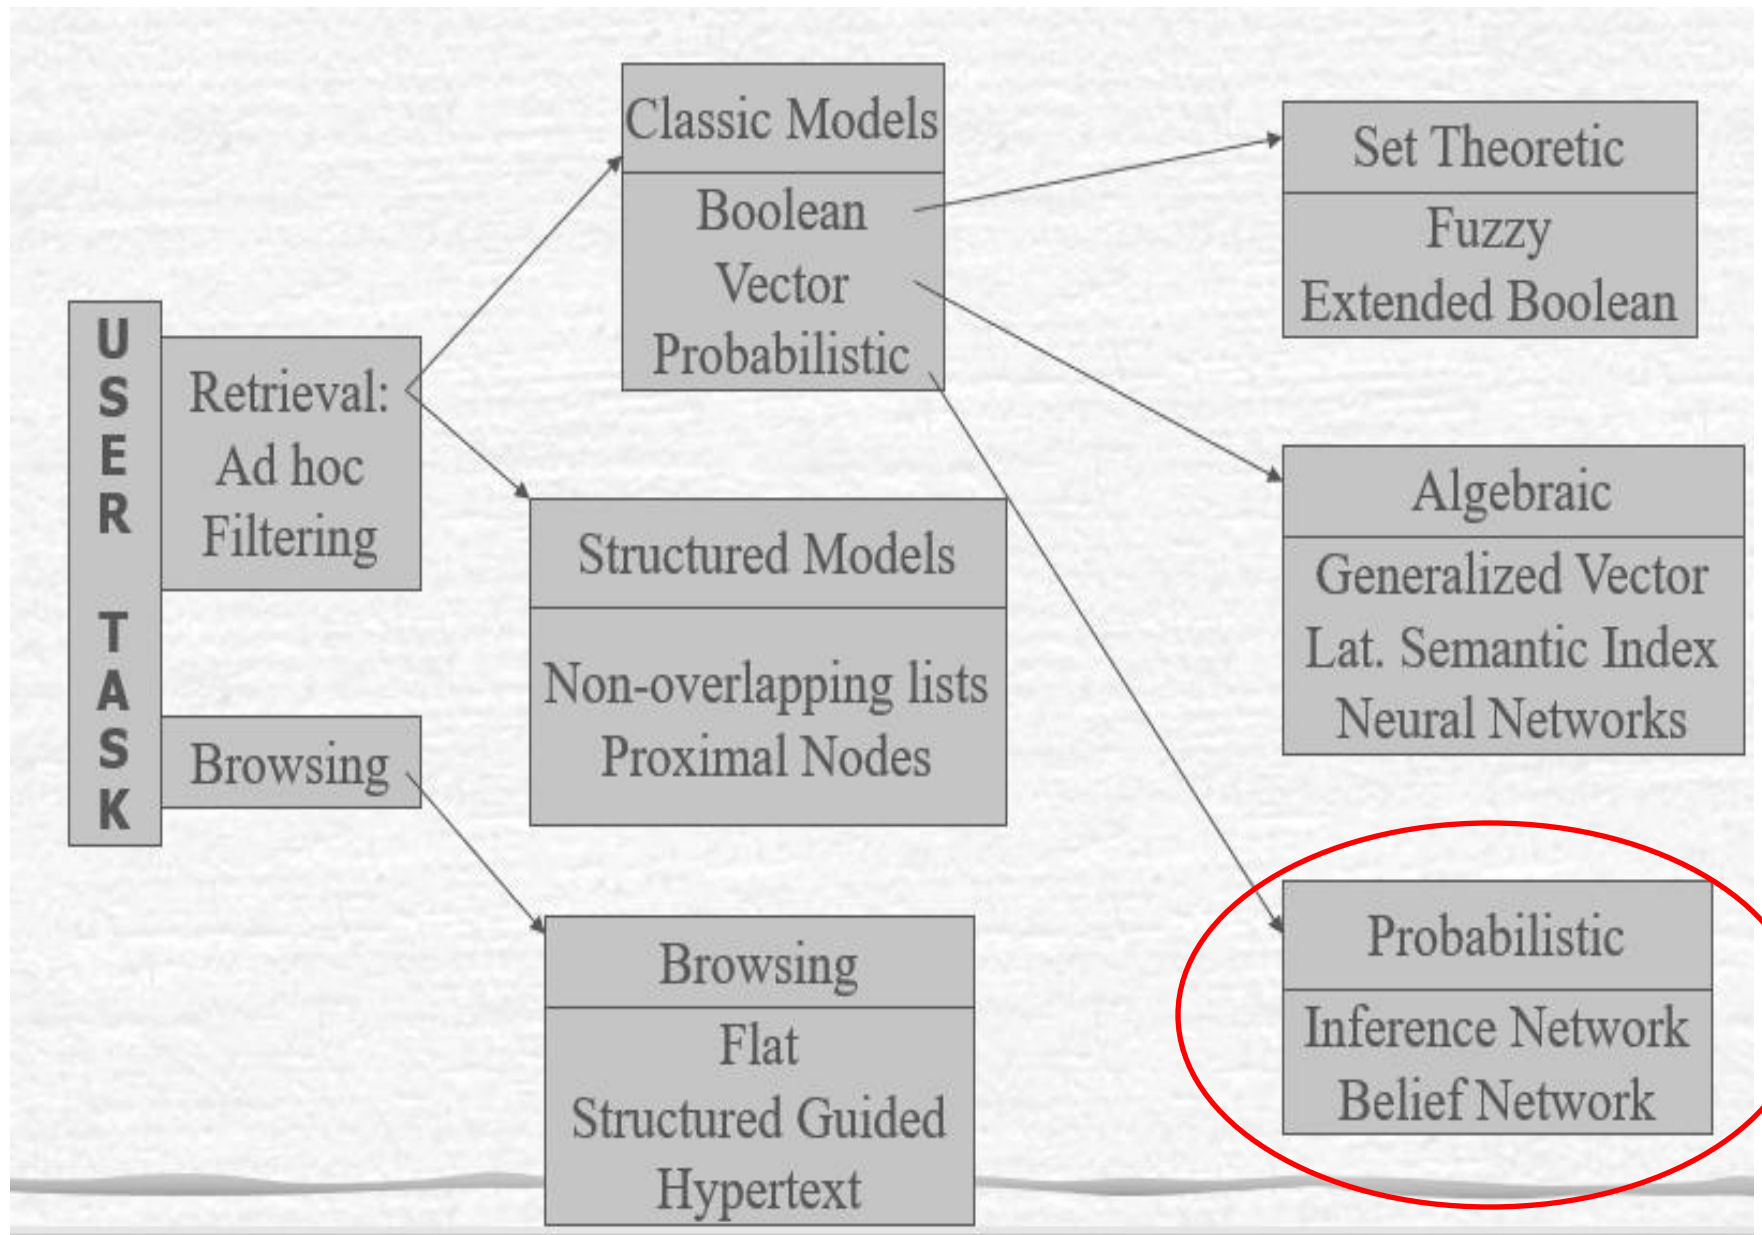 USER TASK
Retrieval:
Ad hoc
Filtering
Browsing
Classic Models
Boolean
Vector
Probabilistic
Structured Models
Non-overlapping lists
Proximal Nodes
Browsing
Flat
Structured Guided
Hypertext
Set Theoretic
Fuzzy
Extended Boolean
Algebraic
Generalized Vector
Lat. Semantic Index
Neural Networks
Probabilistic
Inference Network
Belief Network